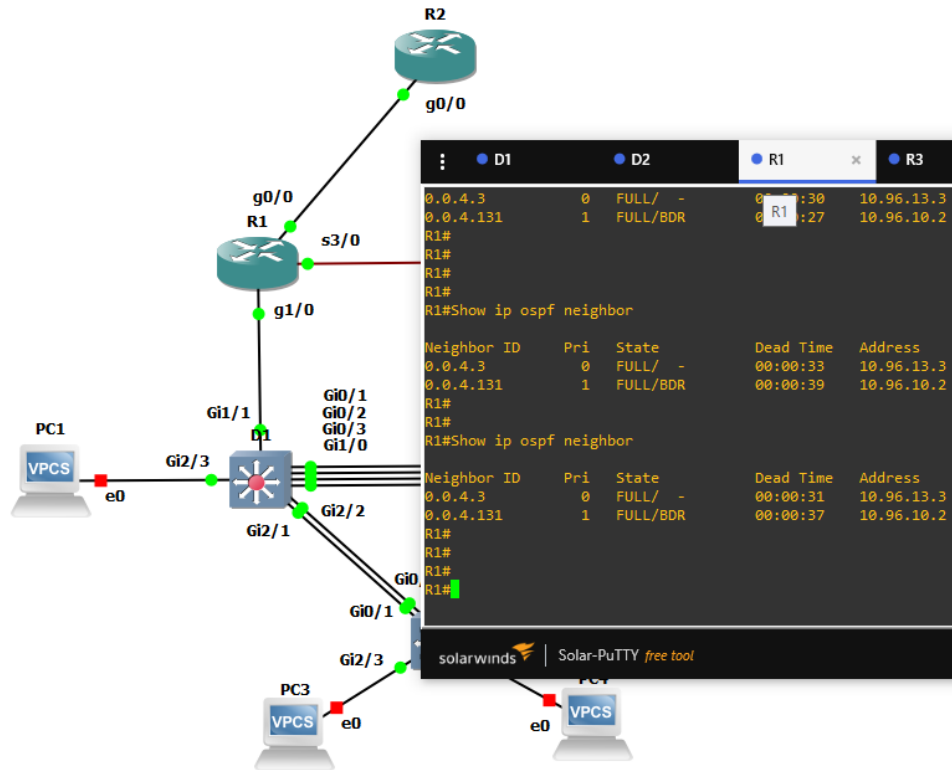 R2
g0/0
g0/0
R1
s3/0
g1/0
Gi1/1
D1
Gi0/1
Gi0/2
Gi0/3
Gi1/0
PC1
VPCS
e0
Gi2/3
Gi2/2
Gi2/1
Gi0/1
Gi2/3
PC3
VPCS
e0
PC4
VPCS
e0
D1 D2 R1 × R3
0.0.4.3 0 FULL/ - :30 10.96.13.3
0.0.4.131 1 FULL/BDR :27 10.96.10.2
R1
R1#
R1#
R1#
R1#
R1#Show ip ospf neighbor
Neighbor ID Pri State Dead Time Address
0.0.4.3 0 FULL/ - 00:00:33 10.96.13.3
0.0.4.131 1 FULL/BDR 00:00:39 10.96.10.2
R1#
R1#
R1#Show ip ospf neighbor
Neighbor ID Pri State Dead Time Address
0.0.4.3 0 FULL/ - 00:00:31 10.96.13.3
0.0.4.131 1 FULL/BDR 00:00:37 10.96.10.2
R1#
R1#
R1#
R1#
solarwinds | Solar-PuTTY free tool